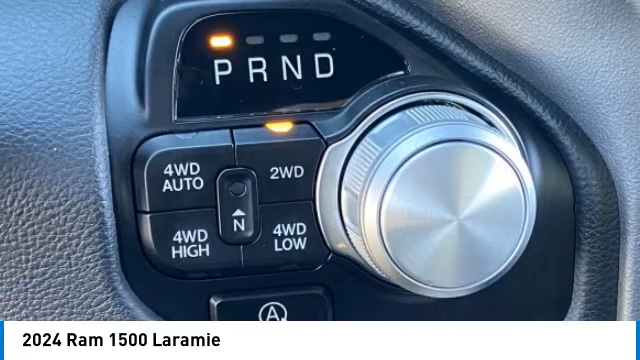 P R N D
4WD
AUTO
2WD
N
4WD
HIGH
4WD
LOW
A
2024 Ram 1500 Laramie